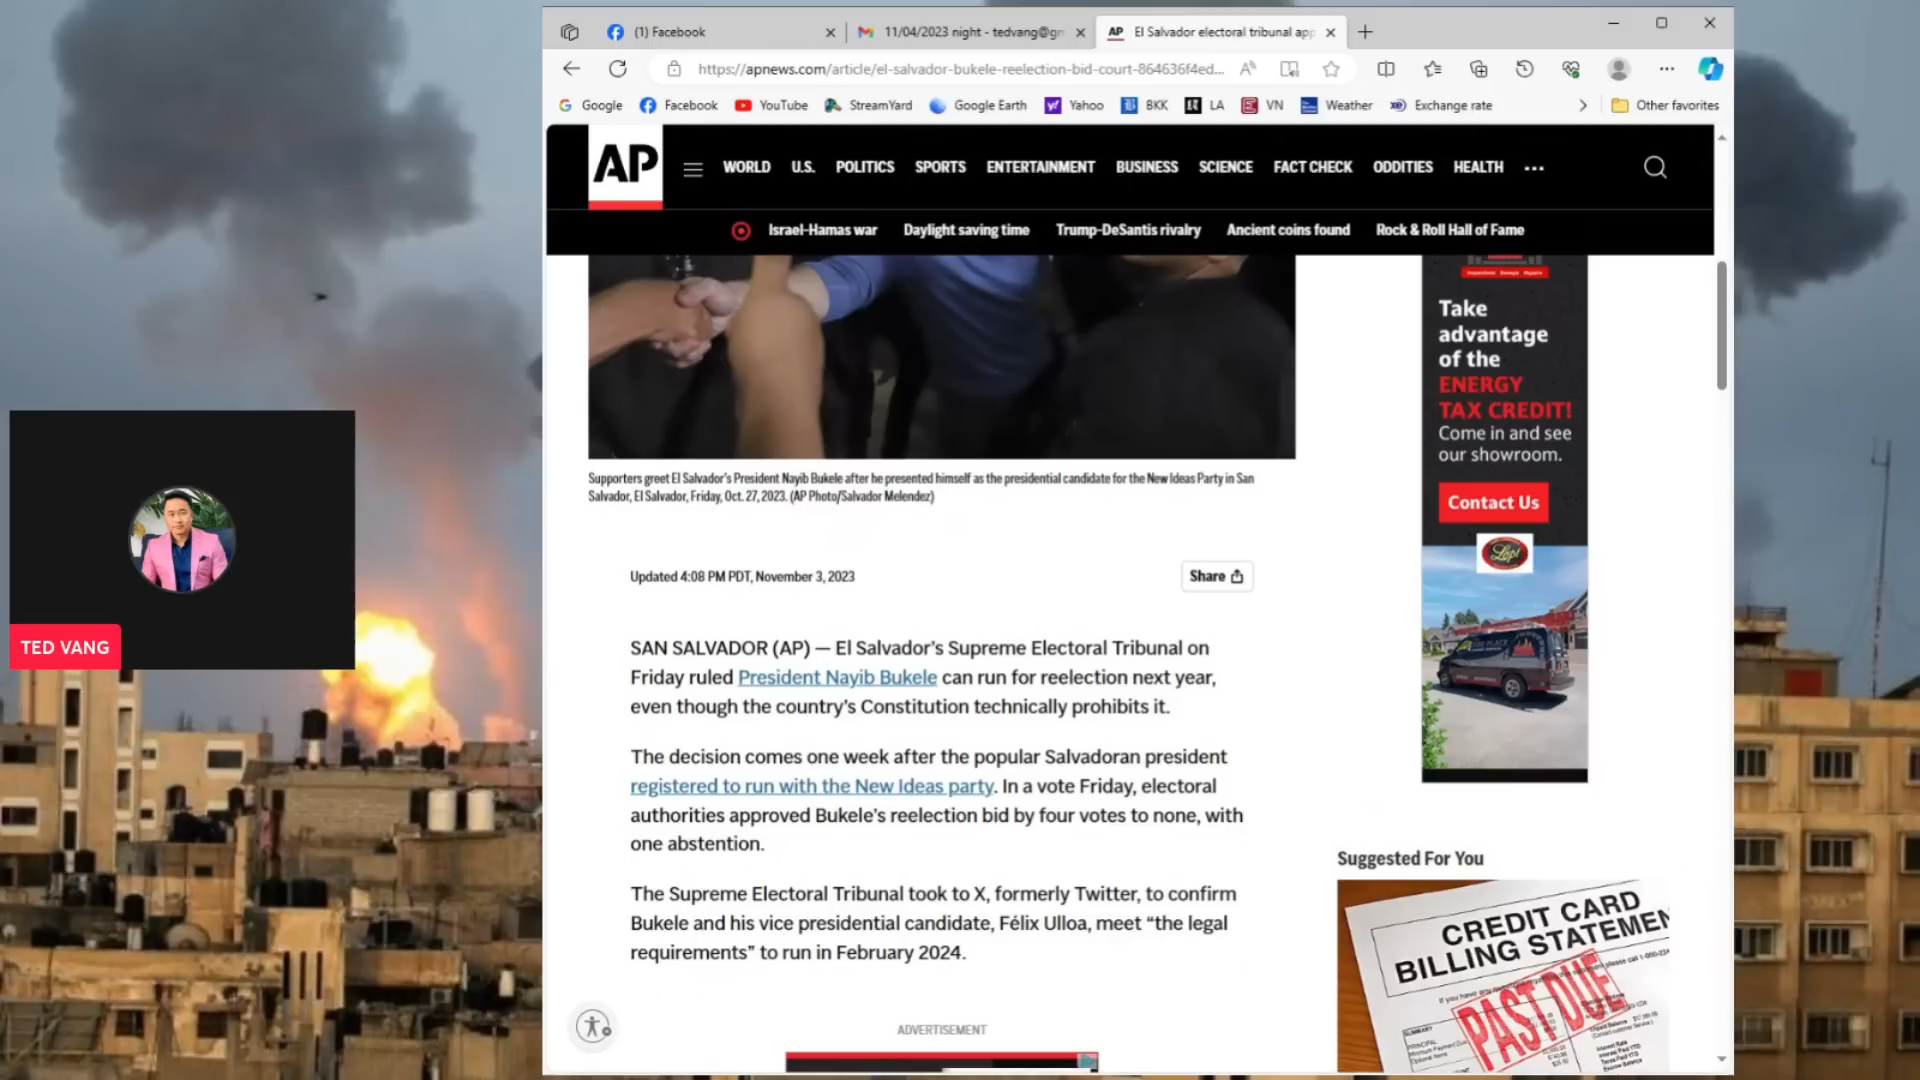 (1) Facebook
11/04/2023 night - tedvang@gm
AP El Salvador electoral tribunal app
https://apnews.com/article/el-salvador-bukele-reelection-bid-court-864636f4ed...
Google Facebook YouTube StreamYard Google Earth Yahoo BKK LA VN Weather Exchange rate Other favorites
AP
WORLD U.S. POLITICS SPORTS ENTERTAINMENT BUSINESS SCIENCE FACT CHECK ODDITIES HEALTH
Israel-Hamas war Daylight saving time Trump-DeSantis rivalry Ancient coins found Rock & Roll Hall of Fame
Supporters greet El Salvador's President Nayib Bukele after he presented himself as the presidential candidate for the New Ideas Party in San
Salvador, El Salvador, Friday, Oct. 27, 2023. (AP Photo/Salvador Melendez)
Updated 4:08 PM PDT, November 3, 2023
Share
SAN SALVADOR (AP) — El Salvador's Supreme Electoral Tribunal on
Friday ruled President Nayib Bukele can run for reelection next year,
even though the country's Constitution technically prohibits it.
The decision comes one week after the popular Salvadoran president
registered to run with the New Ideas party. In a vote Friday, electoral
authorities approved Bukele's reelection bid by four votes to none, with
one abstention.
The Supreme Electoral Tribunal took to X, formerly Twitter, to confirm
Bukele and his vice presidential candidate, Félix Ulloa, meet "the legal
requirements" to run in February 2024.
ADVERTISEMENT
Take
advantage
of the
ENERGY
TAX CREDIT!
Come in and see
our showroom.
Contact Us
Suggested For You
CREDIT CARD
BILLING STATEMEN
PAST DUE
TED VANG